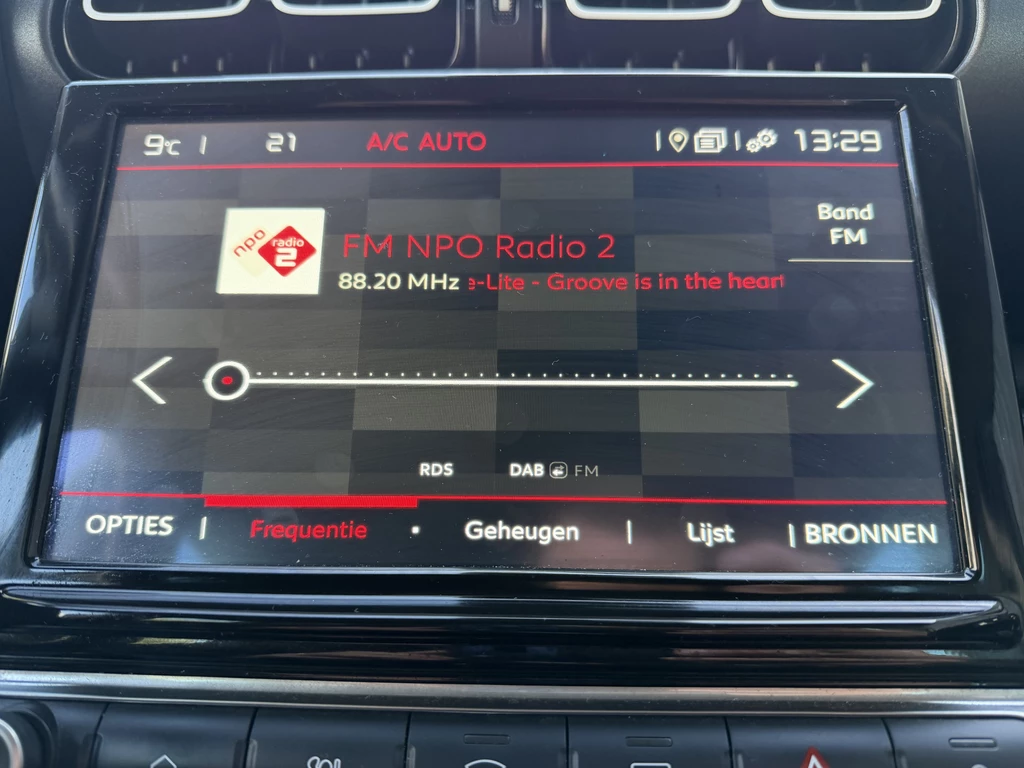 9°C | 21 A/C AUTO 13:29
Band
FM
npo radio 2
FM NPO Radio 2
88.20 MHz e-Lite - Groove is in the heart
RDS DAB FM
OPTIES | Frequentie • Geheugen | Lijst | BRONNEN